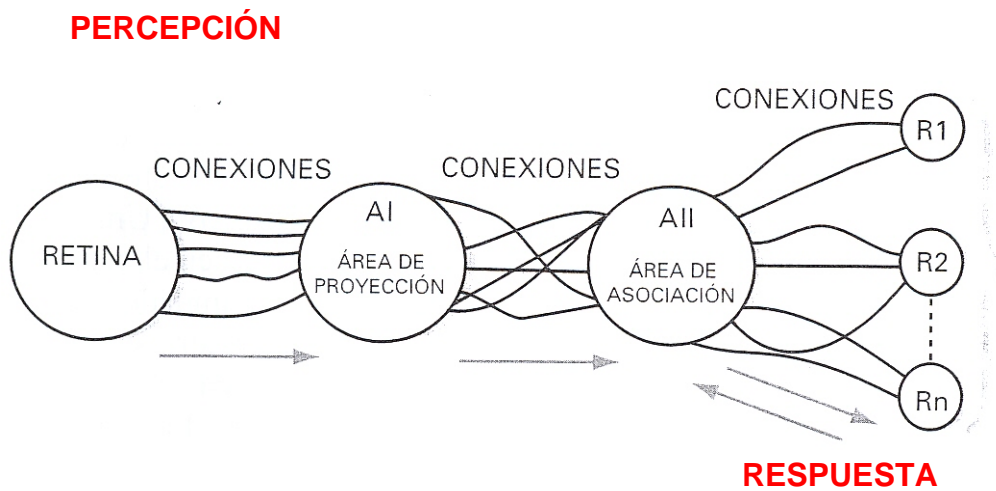 PERCEPCIÓN
CONEXIONES
R1
CONEXIONES
CONEXIONES
RETINA
AI
ÁREA DE
PROYECCIÓN
AII
ÁREA DE
ASOCIACIÓN
R2
Rn
RESPUESTA